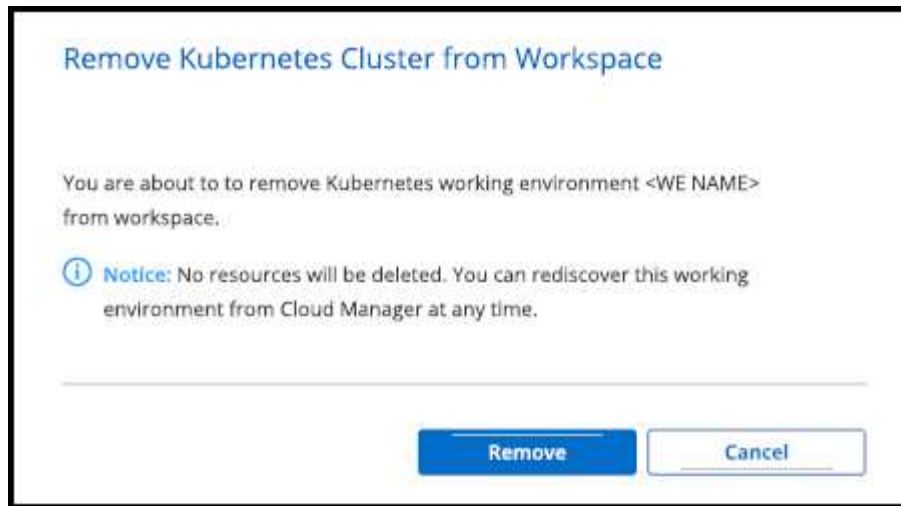 Remove Kubernetes Cluster from Workspace
You are about to to remove Kubernetes working environment <WE NAME>
from workspace.
Notice: No resources will be deleted. You can rediscover this working
environment from Cloud Manager at any time.
Remove
Cancel